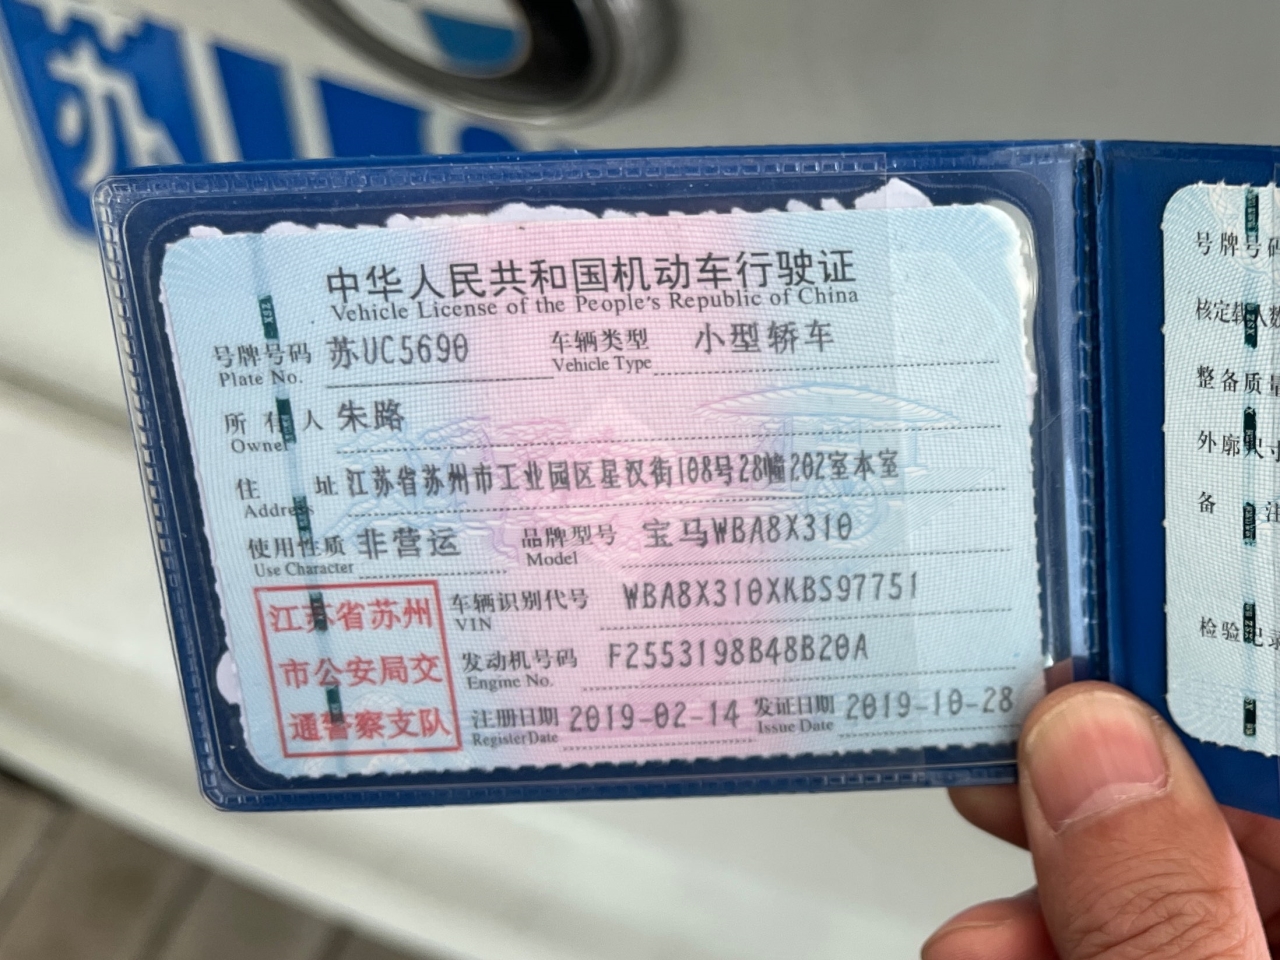 苏
中华人民共和国机动车行驶证
Vehicle License of the People's Republic of China
号牌号码 苏UC5690 车辆类型 小型轿车
Plate No. Vehicle Type
所有人 朱路
Owner
住址 江苏省苏州市工业园区星汉街108号28幢202室本室
Address
使用性质 非营运 品牌型号 宝马WBA8X310
Use Character Model
车辆识别代号 WBA8X310XKBS97751
VIN
发动机号码 F2553198B48B20A
Engine No.
注册日期 2019-02-14 发证日期 2019-10-28
Register Date Issue Date
江苏省苏州
市公安局交
通警察支队
号牌号码
核定载人数
整备质量
外廓尺寸
备注
检验记录